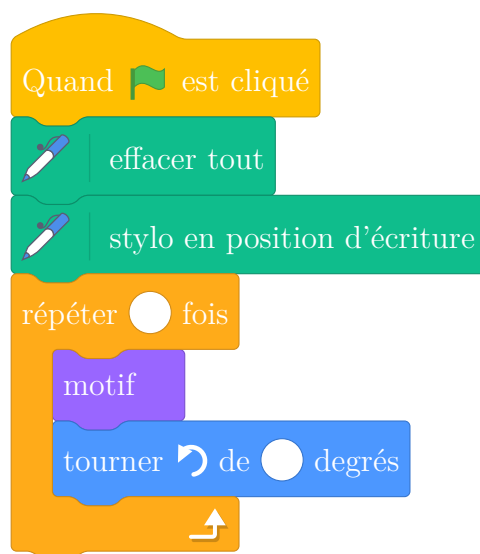 Quand est cliqué
effacer tout
stylo en position d'écriture
répéter fois
motif
tourner de degrés